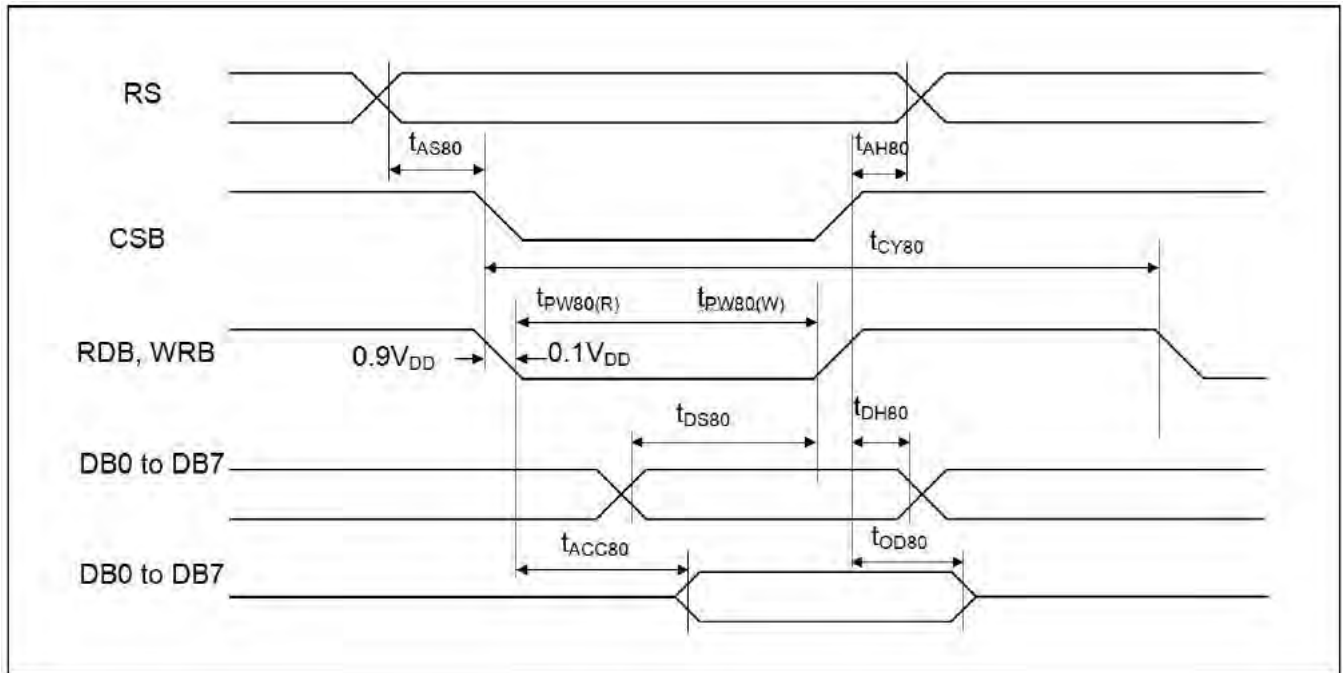 RS
tAS80
tAH80
CSB
tCY80
tPW80(R)
tPW80(W)
RDB, WRB
0.9VDD
0.1VDD
tDS80
tDH80
DB0 to DB7
tACC80
tOD80
DB0 to DB7